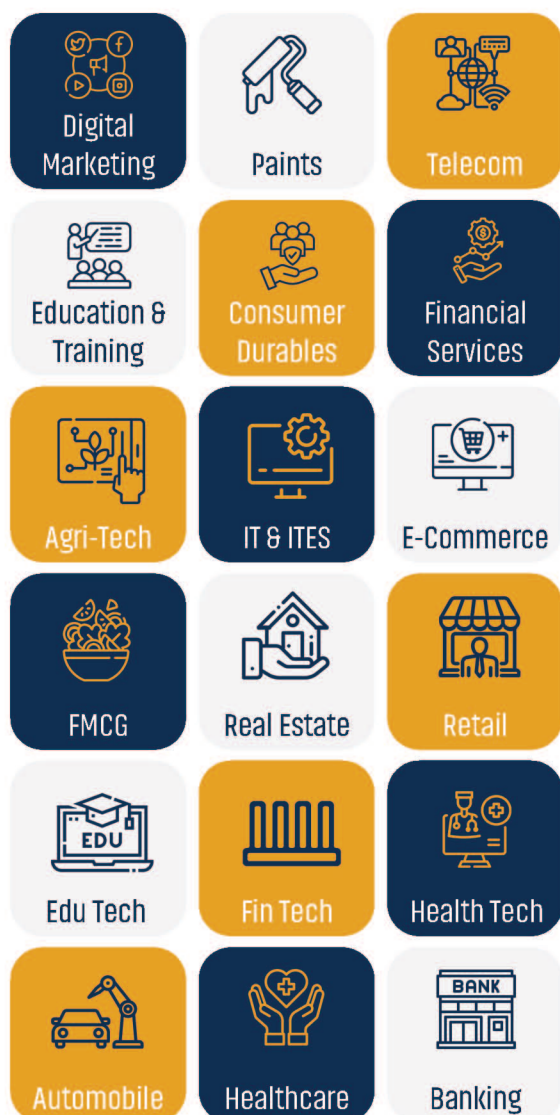 Digital
Marketing
Paints
Telecom
Education &
Training
Consumer
Durables
Financial
Services
Agri-Tech
IT & ITES
E-Commerce
FMCG
Real Estate
Retail
EDU
Edu Tech
Fin Tech
Health Tech
Automobile
Healthcare
BANK
Banking